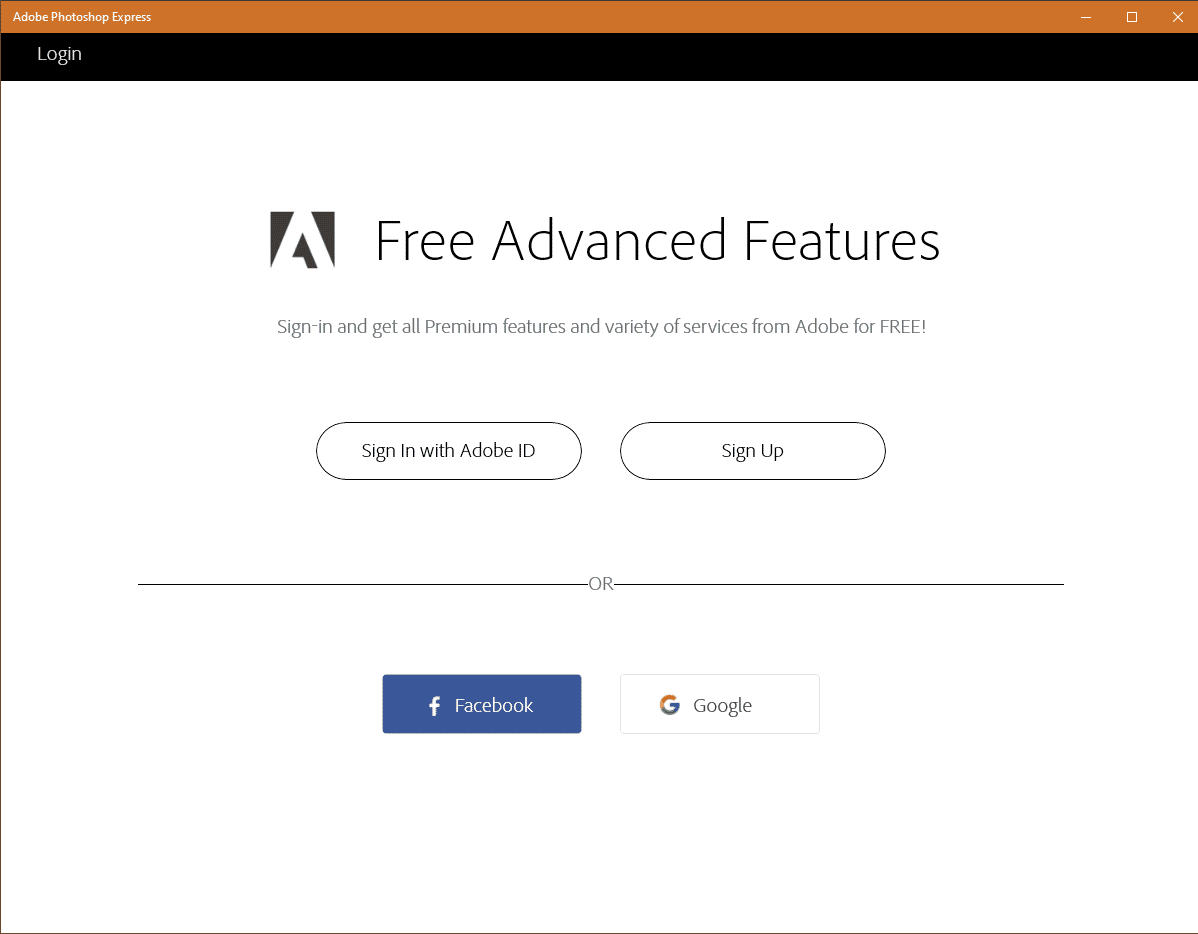 Adobe Photoshop Express
Login
Free Advanced Features
Sign-in and get all Premium features and variety of services from Adobe for FREE!
Sign In with Adobe ID
Sign Up
OR
Facebook
Google